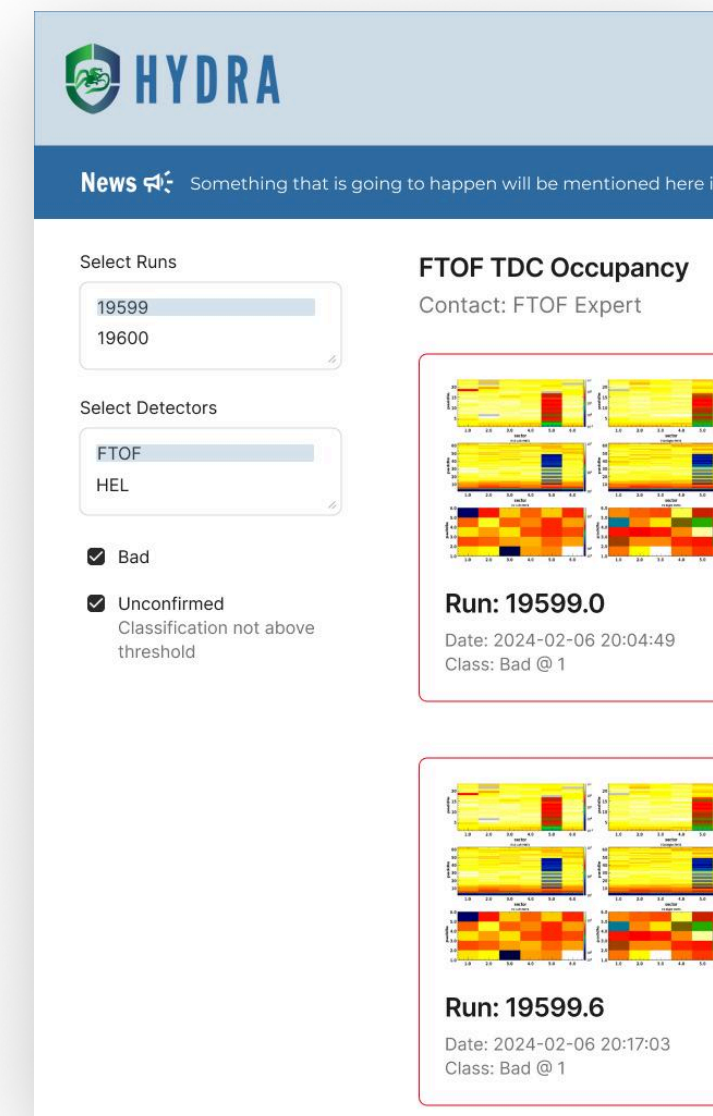 HYDRA
News Something that is going to happen will be mentioned here i
Select Runs
19599
19600
Select Detectors
FTOF
HEL
Bad
Unconfirmed
Classification not above
threshold
FTOF TDC Occupancy
Contact: FTOF Expert
Run: 19599.0
Date: 2024-02-06 20:04:49
Class: Bad @ 1
Run: 19599.6
Date: 2024-02-06 20:17:03
Class: Bad @ 1